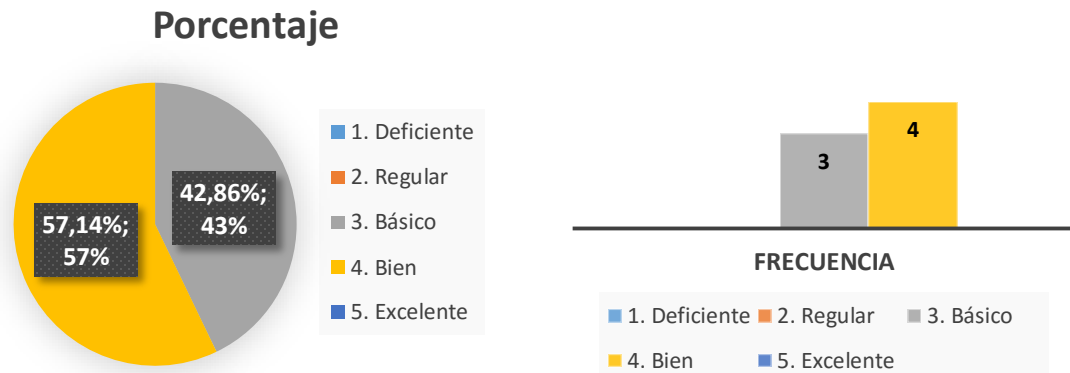 Porcentaje
42,86%;
43%
57,14%;
57%
1. Deficiente
2. Regular
3. Básico
4. Bien
5. Excelente
3
4
FRECUENCIA
1. Deficiente 2. Regular 3. Básico
4. Bien 5. Excelente